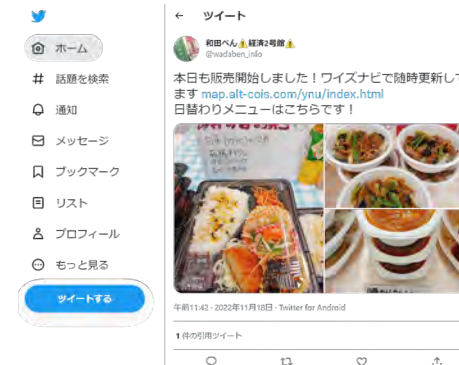 ホーム
# 話題を検索
通知
メッセージ
ブックマーク
リスト
プロフィール
もっと見る
ツイートする
← ツイート
和田べん⚠経済2号館⚠
@wadaben_info
本日も販売開始しました！ワイズナビで随時更新して
ます map.alt-cois.com/ynu/index.html
日替わりメニューはこちらです！
午前11:42 · 2022年11月18日 · Twitter for Android
1 件の引用ツイート